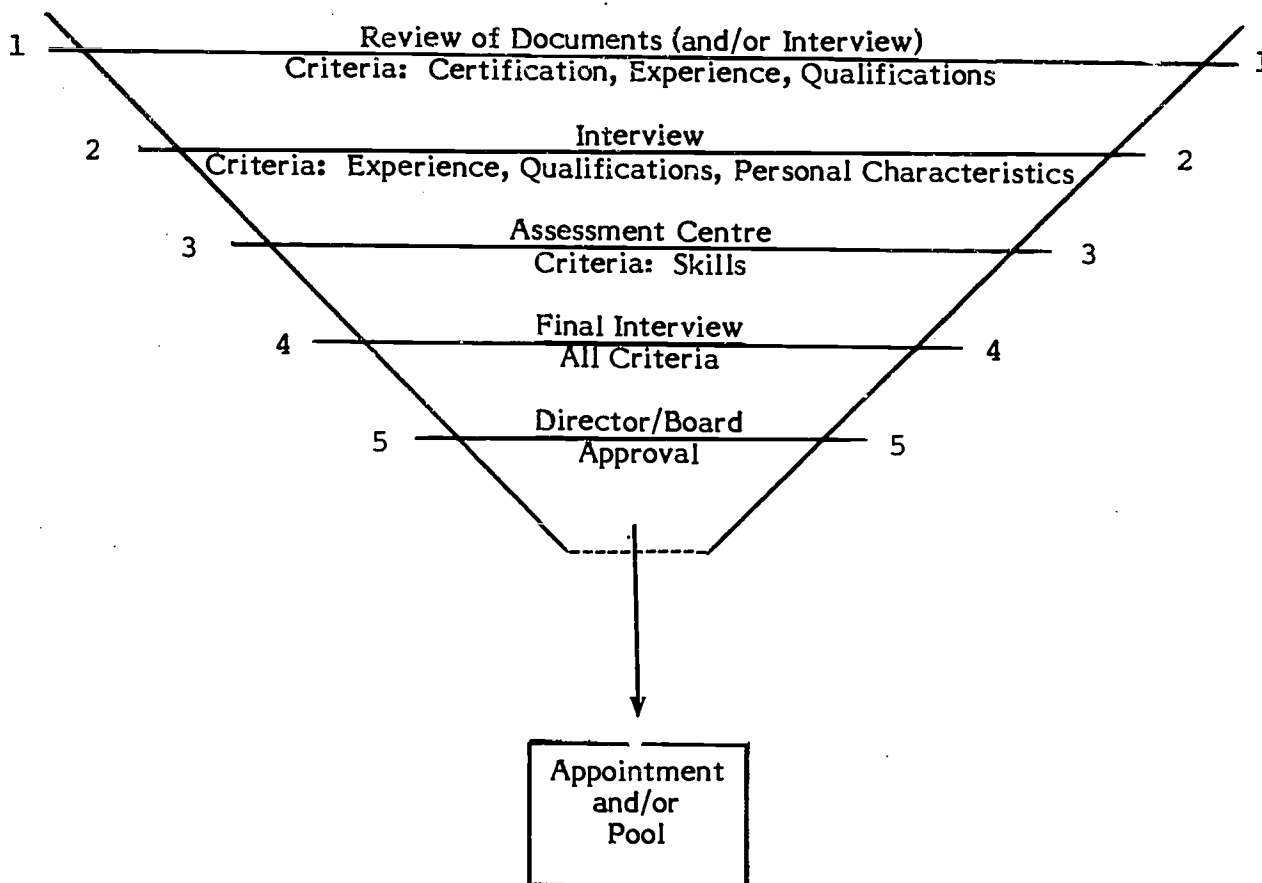 1 Review of Documents (and/or Interview) 1
Criteria: Certification, Experience, Qualifications
2 Interview 2
Criteria: Experience, Qualifications, Personal Characteristics
3 Assessment Centre 3
Criteria: Skills
4 Final Interview 4
All Criteria
5 Director/Board 5
Approval
Appointment
and/or
Pool